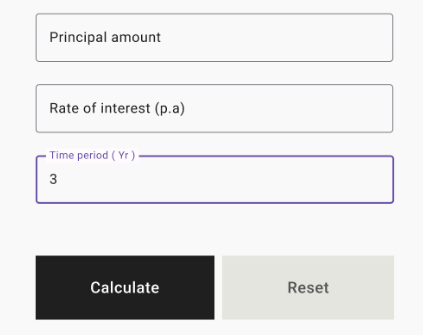 Principal amount
Rate of interest (p.a)
Time period ( Yr )
3
Calculate
Reset